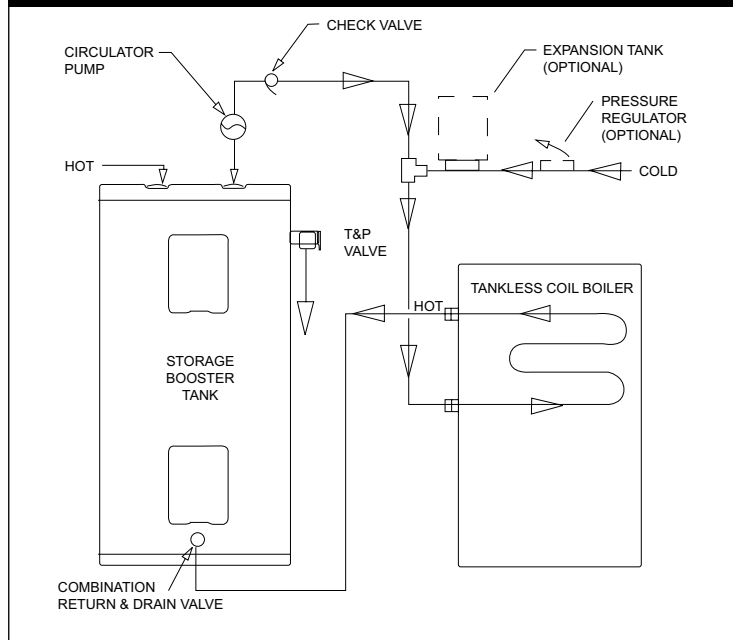 CHECK VALVE
CIRCULATOR
PUMP
EXPANSION TANK
(OPTIONAL)
PRESSURE
REGULATOR
(OPTIONAL)
HOT
COLD
T&P
VALVE
TANKLESS COIL BOILER
HOT
STORAGE
BOOSTER
TANK
COMBINATION
RETURN & DRAIN VALVE